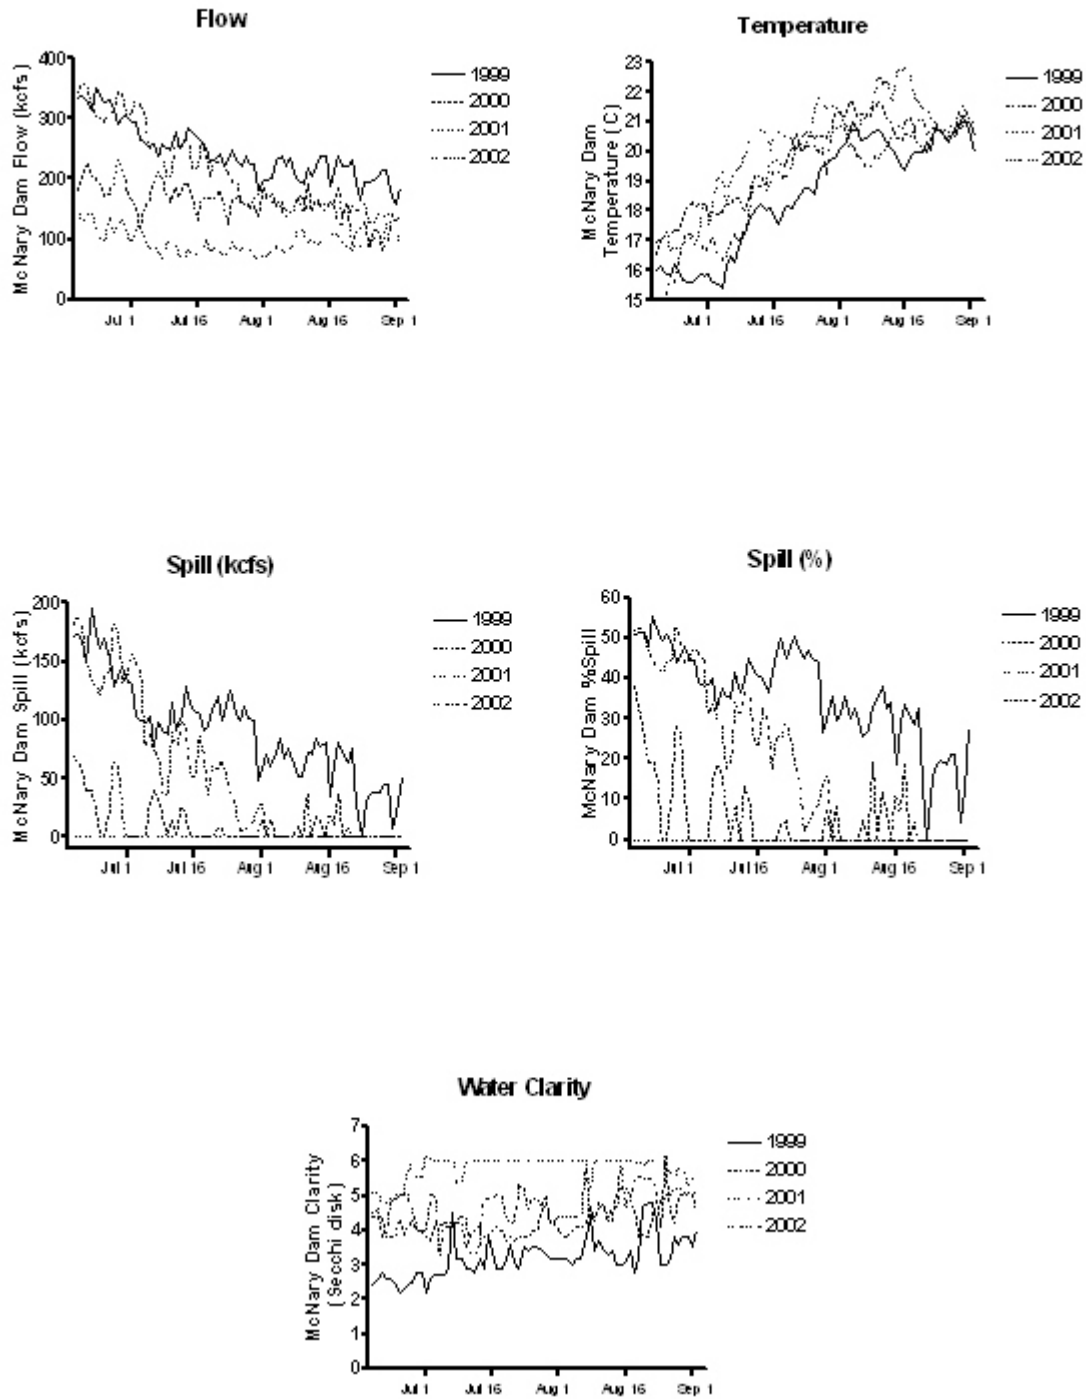 Flow
McNary Dam Flow (kcfs)
400
300
200
100
0
Jul 1
Jul 16
Aug 1
Aug 16
Sep 1
1999
2000
2001
2002
Temperature
McNary Dam
Temperature (C)
23
22
21
20
19
18
17
16
15
Jul 1
Jul 16
Aug 1
Aug 16
Sep 1
1999
2000
2001
2002
Spill (kcfs)
McNary Dam Spill (kcfs)
200
150
100
50
0
Jul 1
Jul 16
Aug 1
Aug 16
Sep 1
1999
2000
2001
2002
Spill (%)
McNary Dam %Spill
60
50
40
30
20
10
0
Jul 1
Jul 16
Aug 1
Aug 16
Sep 1
1999
2000
2001
2002
Water Clarity
McNary Dam Clarity
(Secchi disk)
7
6
5
4
3
2
1
0
Jul 1
Jul 16
Aug 1
Aug 16
Sep 1
1999
2000
2001
2002